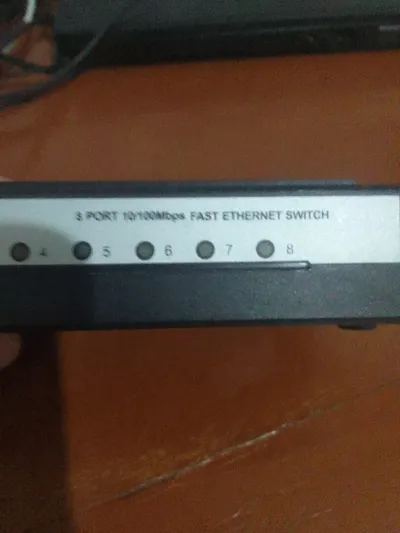 8 PORT 10/100Mbps FAST ETHERNET SWITCH
4 5 6 7 8